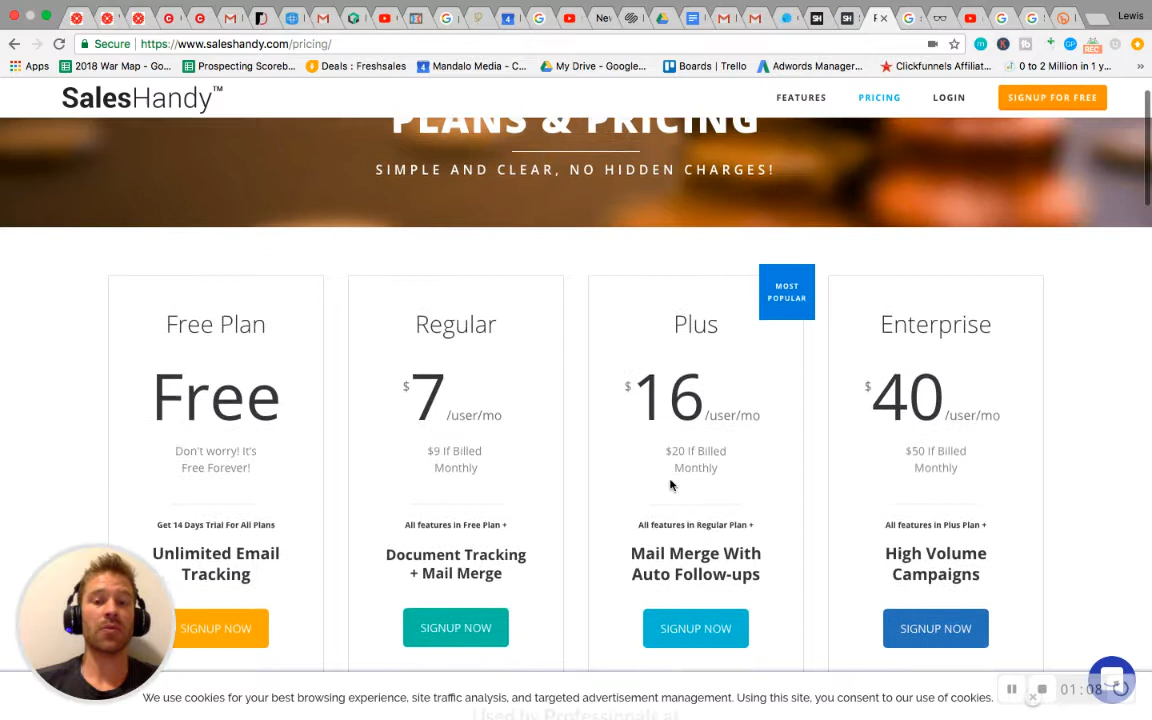 New
F
Lewis
Secure
https://www.saleshandy.com/pricing/
Apps
2018 War Map - Go...
Prospecting Scoreb...
Deals : Freshsales
Mandalo Media - C...
My Drive - Google...
Boards | Trello
Adwords Manager...
Clickfunnels Affiliat...
0 to 2 Million in 1 y...
SalesHandy™
FEATURES
PRICING
LOGIN
SIGNUP FOR FREE
PLANS & PRICING
SIMPLE AND CLEAR, NO HIDDEN CHARGES!
MOST
POPULAR
Free Plan
Free
Don't worry! It's
Free Forever!
Get 14 Days Trial For All Plans
Unlimited Email
Tracking
SIGNUP NOW
Regular
$7/user/mo
$9 If Billed
Monthly
All features in Free Plan +
Document Tracking
+ Mail Merge
SIGNUP NOW
Plus
$16/user/mo
$20 If Billed
Monthly
All features in Regular Plan +
Mail Merge With
Auto Follow-ups
SIGNUP NOW
Enterprise
$40/user/mo
$50 If Billed
Monthly
All features in Plus Plan +
High Volume
Campaigns
SIGNUP NOW
We use cookies for your best browsing experience, site traffic analysis, and targeted advertisement management. Using this site, you consent to our use of cookies.
01:08
Used by Professionals at